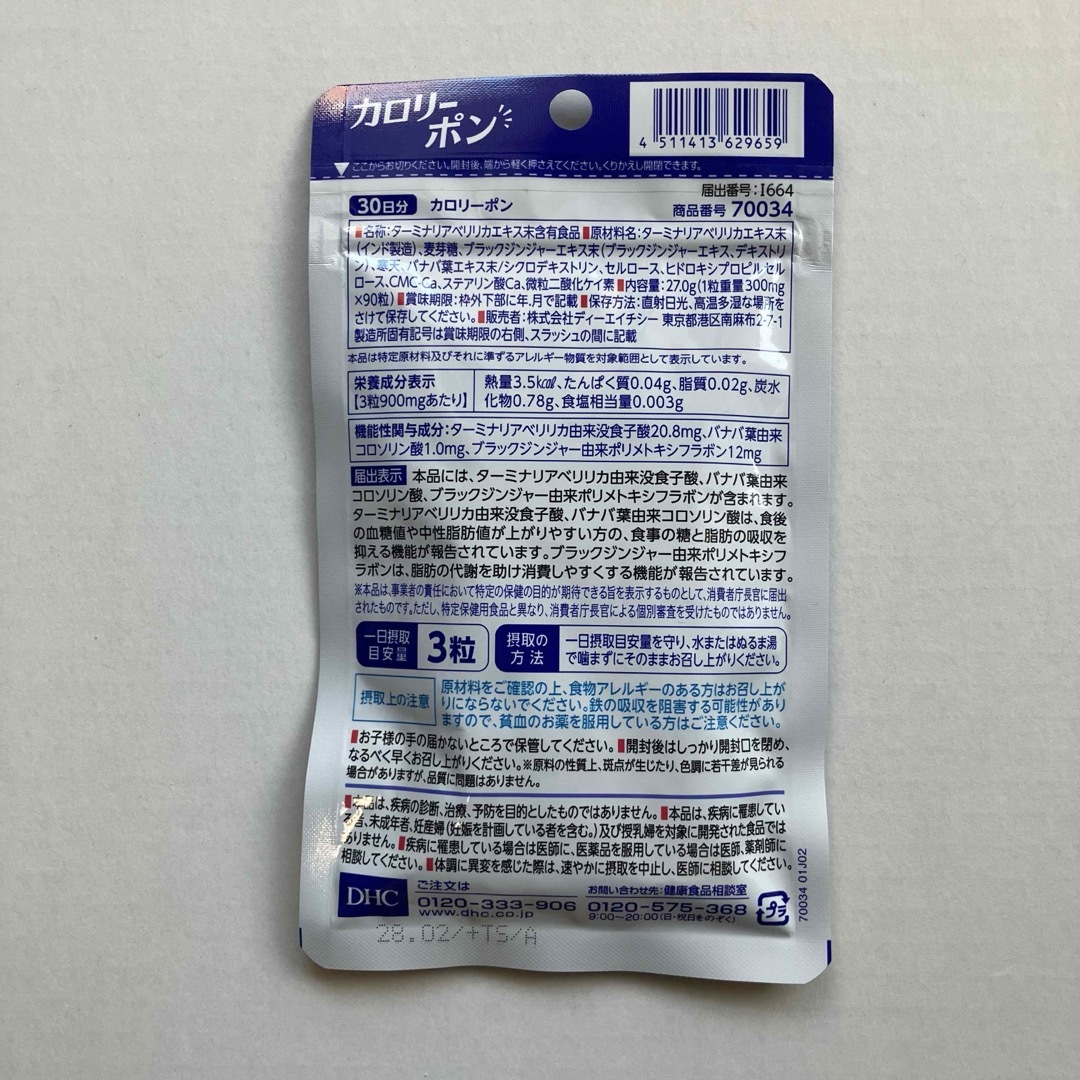 カロリー
ポン
4 511413 629659
▼ここからお切りください。開封後、端から軽く押さえてください。くりかえし開閉できます。
届出番号:I664
30日分 カロリーポン 商品番号 70034
■名称:ターミナリアベリリカエキス末含有食品■原材料名:ターミナリアベリリカエキス末
(インド製造)、麦芽糖、ブラックジンジャーエキス末(ブラックジンジャーエキス、デキストリ
ン)、寒天、バナバ葉エキス末/シクロデキストリン、セルロース、ヒドロキシプロピルセル
ロース、CMC-Ca、ステアリン酸Ca、微粒二酸化ケイ素■内容量:27.0g(1粒重量300mg
×90粒)■賞味期限:枠外下部に年.月で記載■保存方法:直射日光、高温多湿な場所を
さけて保存してください。■販売者:株式会社ディーエイチシー 東京都港区南麻布2-7-1
製造所固有記号は賞味期限の右側、スラッシュの間に記載
本品は特定原材料及びそれに準ずるアレルギー物質を対象範囲として表示しています。
栄養成分表示 熱量3.5kcal、たんぱく質0.04g、脂質0.02g、炭水
【3粒900mgあたり】 化物0.78g、食塩相当量0.003g
機能性関与成分:ターミナリアベリリカ由来没食子酸20.8mg、バナバ葉由来
コロソリン酸1.0mg、ブラックジンジャー由来ポリメトキシフラボン12mg
届出表示 本品には、ターミナリアベリリカ由来没食子酸、バナバ葉由来
コロソリン酸、ブラックジンジャー由来ポリメトキシフラボンが含まれます。
ターミナリアベリリカ由来没食子酸、バナバ葉由来コロソリン酸は、食後
の血糖値や中性脂肪値が上がりやすい方の、食事の糖と脂肪の吸収を
抑える機能が報告されています。ブラックジンジャー由来ポリメトキシフ
ラボンは、脂肪の代謝を助け消費しやすくする機能が報告されています。
※本品は、事業者の責任において特定の保健の目的が期待できる旨を表示するものとして、消費者庁長官に届出
されたものです。ただし、特定保健用食品と異なり、消費者庁長官による個別審査を受けたものではありません。
一日摂取
目安量 3粒
摂取の
方法
一日摂取目安量を守り、水またはぬるま湯
で噛まずにそのままお召し上がりください。
摂取上の注意
原材料をご確認の上、食物アレルギーのある方はお召し上が
りにならないでください。鉄の吸収を阻害する可能性があり
ますので、貧血のお薬を服用している方はご注意ください。
■お子様の手の届かないところで保管してください。■開封後はしっかり開封口を閉め、
なるべく早くお召し上がりください。※原料の性質上、斑点が生じたり、色調に若干差が見られる
場合がありますが、品質に問題はありません。
■本品は、疾病の診断、治療、予防を目的としたものではありません。■本品は、疾病に罹患してい
る者、未成年者、妊産婦(妊娠を計画している者を含む。)及び授乳婦を対象に開発された食品では
ありません。■疾病に罹患している場合は医師に、医薬品を服用している場合は医師、薬剤師に
相談してください。■体調に異変を感じた際は、速やかに摂取を中止し、医師に相談してください。
DHC
ご注文は
0120-333-906
www.dhc.co.jp
お問い合わせ先:健康食品相談室
0120-575-368
9:00~20:00(日・祝日をのぞく)
プラ
70034 01J02
28.02/+TS/A